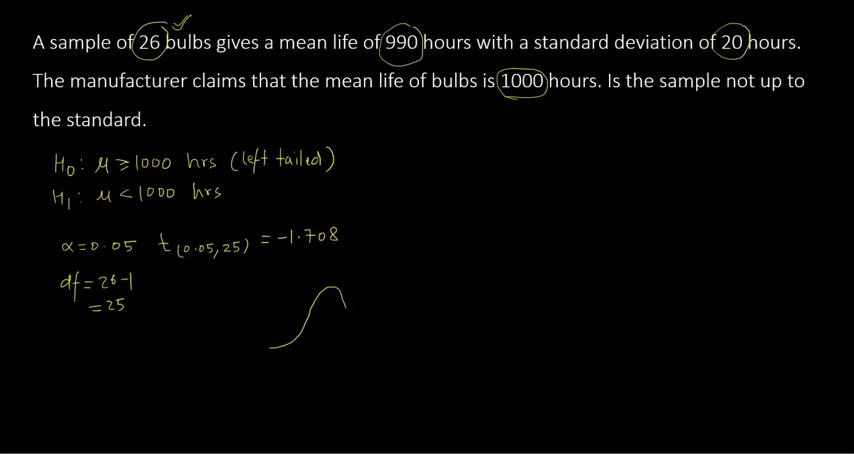 A sample of 26 bulbs gives a mean life of 990 hours with a standard deviation of 20 hours.
The manufacturer claims that the mean life of bulbs is 1000 hours. Is the sample not up to
the standard.
H₀: μ ≥ 1000 hrs (left tailed)
H₁: μ < 1000 hrs
α = 0.05 t(0.05, 25) = -1.708
df = 26-1
= 25